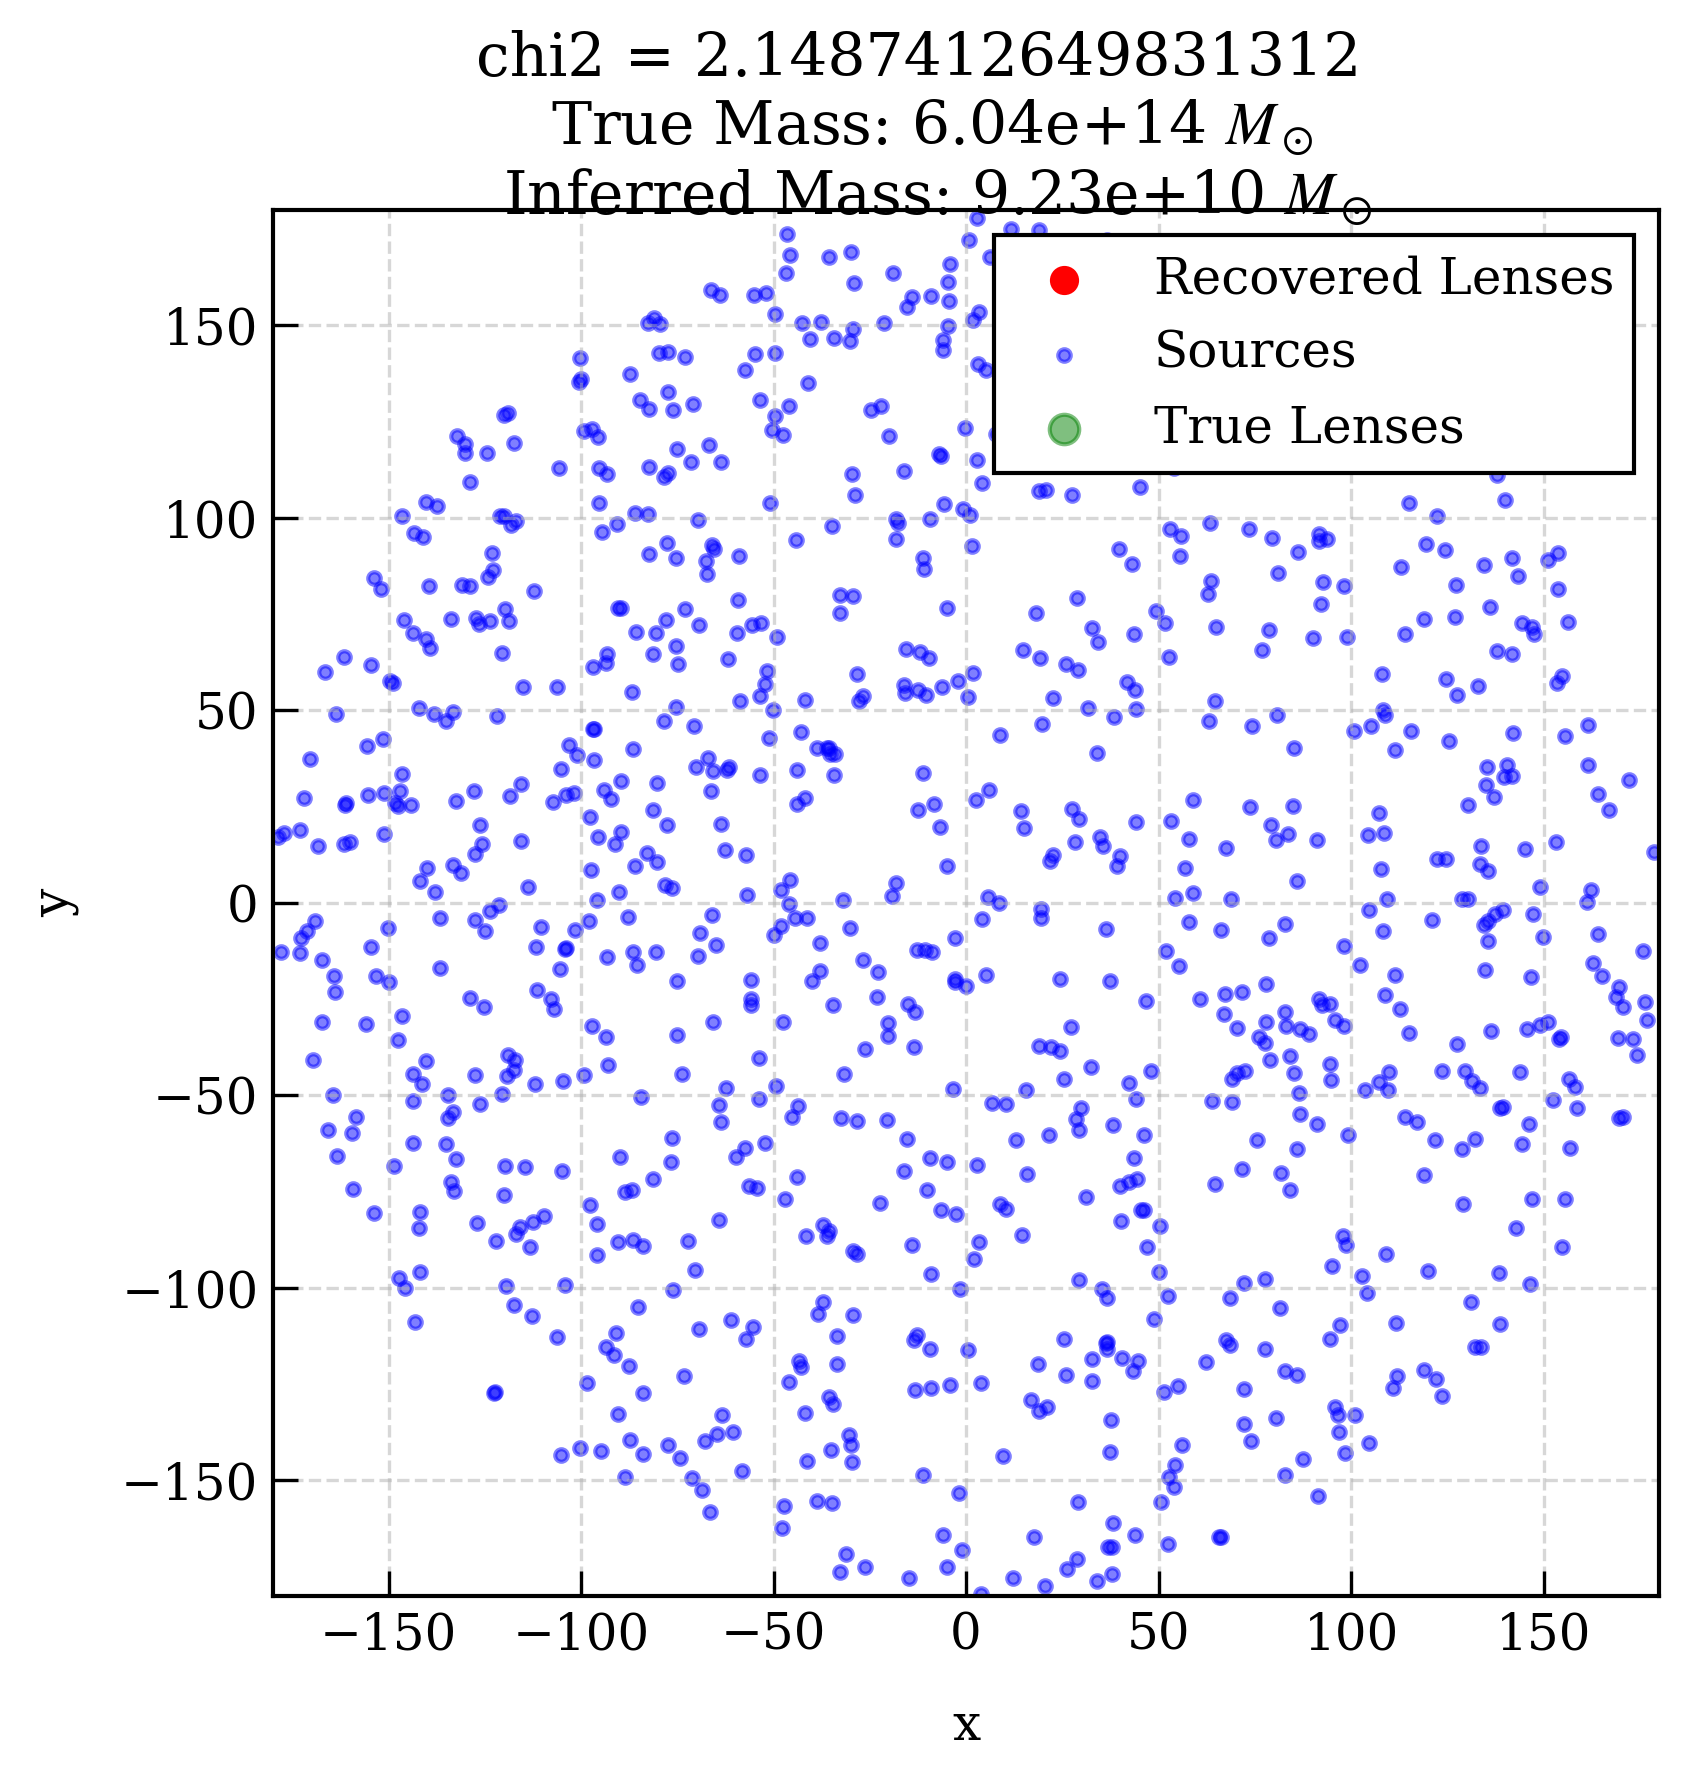 chi2 = 2.1487412649831312
True Mass: 6.04e+14 M⊙
Inferred Mass: 9.23e+10 M⊙
Recovered Lenses
Sources
True Lenses
150
100
50
0
−50
−100
−150
y
−150 −100 −50 0 50 100 150
x